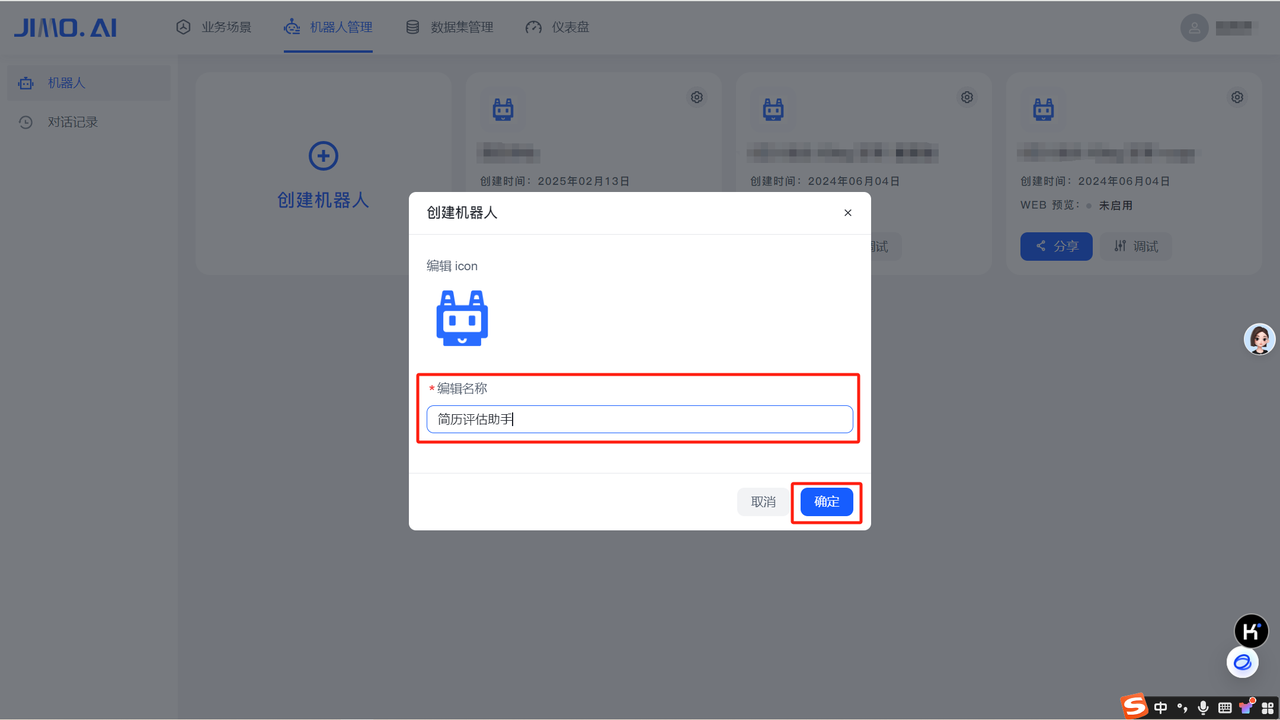 JIMO.AI
业务场景
机器人管理
数据集管理
仪表盘
机器人
对话记录
创建机器人
创建时间：2025年02月13日
创建时间：2024年06月04日
创建时间：2024年06月04日
WEB 预览：
未启用
分享
调试
创建机器人
×
编辑 icon
*编辑名称
简历评估助手
取消
确定
K
S
中